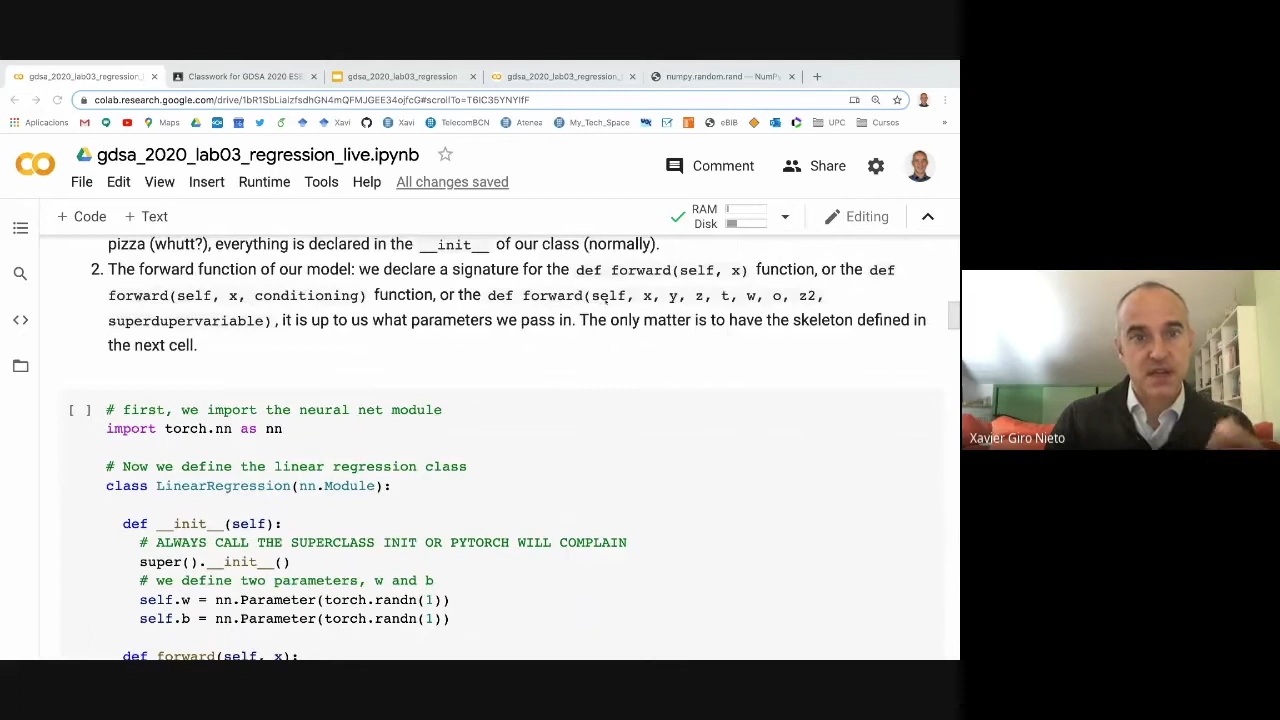 gdsa_2020_lab03_regression_
Classwork for GDSA 2020 ESE
gdsa_2020_lab03_regression
gdsa_2020_lab03_regression_
numpy.random.rand — NumPy
colab.research.google.com/drive/1bR1SbLiaIzfsdhGN4mQFMJGEE34ojfcG#scrollTo=T6IC35YNYIfF
Aplicacions
Maps
Xavi
Xavi
TelecomBCN
Atenea
My_Tech_Space
eBIB
UPC
Cursos
»
gdsa_2020_lab03_regression_live.ipynb
Comment
Share
File Edit View Insert Runtime Tools Help All changes saved
+ Code + Text
RAM
Disk
Editing
pizza (whutt?), everything is declared in the __init__ of our class (normally).
2. The forward function of our model: we declare a signature for the def forward(self, x) function, or the def
forward(self, x, conditioning) function, or the def forward(self, x, y, z, t, w, o, z2,
superdupervariable), it is up to us what parameters we pass in. The only matter is to have the skeleton defined in
the next cell.
[ ] # first, we import the neural net module
import torch.nn as nn
# Now we define the linear regression class
class LinearRegression(nn.Module):
def __init__(self):
# ALWAYS CALL THE SUPERCLASS INIT OR PYTORCH WILL COMPLAIN
super().__init__()
# we define two parameters, w and b
self.w = nn.Parameter(torch.randn(1))
self.b = nn.Parameter(torch.randn(1))
def forward(self, x):
Xavier Giro Nieto